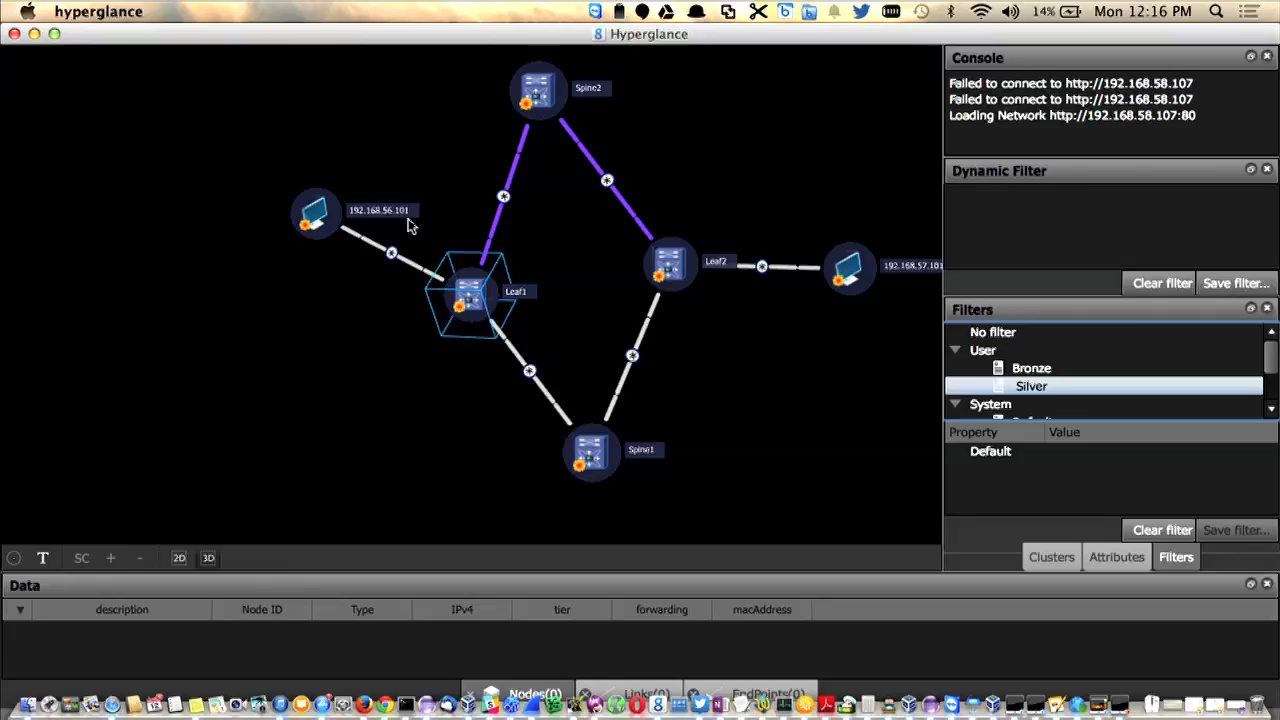 hyperglance
14%
Mon 12:16 PM
Hyperglance
Console
Failed to connect to http://192.168.58.107
Failed to connect to http://192.168.58.107
Loading Network http://192.168.58.107:80
Spine2
192.168.56.101
Leaf1
Leaf2
192.168.57.101
Spine1
Dynamic Filter
Clear filter
Save filter...
Filters
No filter
User
Bronze
Silver
System
Default
Property Value
Default
Clear filter
Save filter...
Clusters Attributes Filters
T SC + - 2D 3D
Data
description Node ID Type IPv4 tier forwarding macAddress
Nodes(0) Links(0) EndPoints(0)